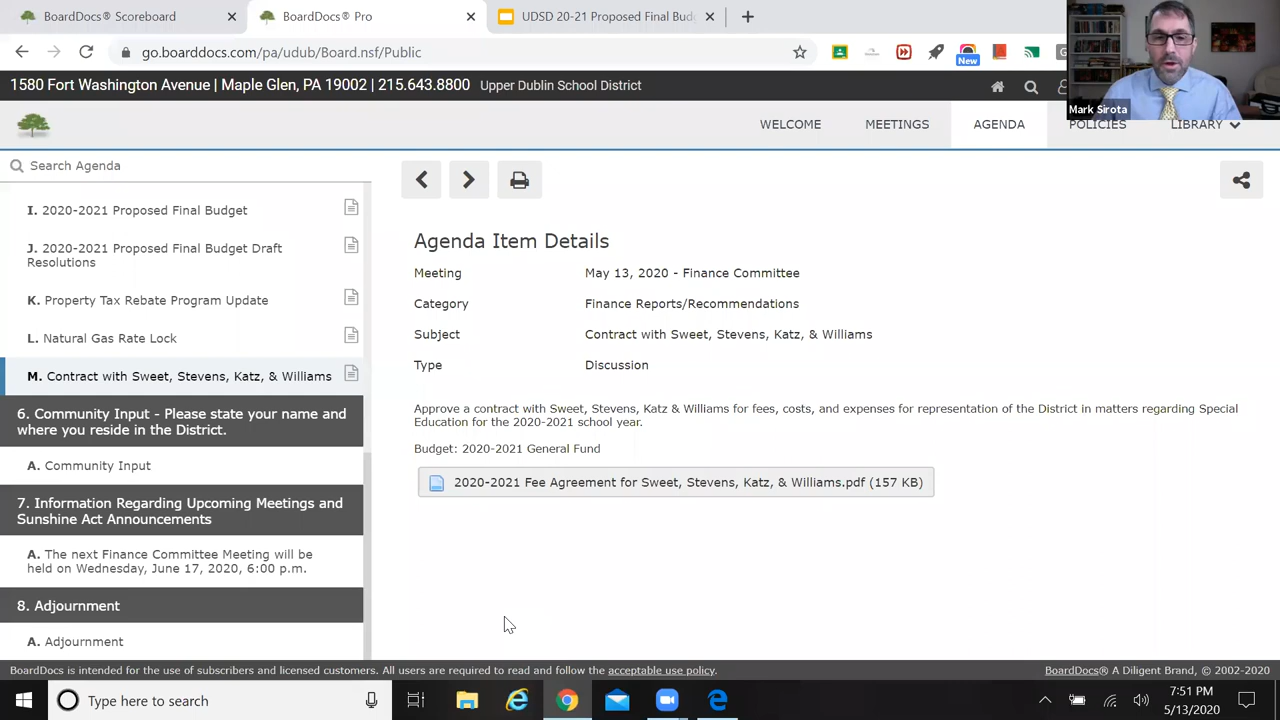 BoardDocs® Scoreboard
BoardDocs® Pro
UDSD 20-21 Proposed Final Bud
go.boarddocs.com/pa/udub/Board.nsf/Public
New
Mark Sirota
1580 Fort Washington Avenue | Maple Glen, PA 19002 | 215.643.8800 Upper Dublin School District
WELCOME
MEETINGS
AGENDA
POLICIES
LIBRARY
Search Agenda
I. 2020-2021 Proposed Final Budget
J. 2020-2021 Proposed Final Budget Draft
Resolutions
K. Property Tax Rebate Program Update
L. Natural Gas Rate Lock
M. Contract with Sweet, Stevens, Katz, & Williams
6. Community Input - Please state your name and
where you reside in the District.
A. Community Input
7. Information Regarding Upcoming Meetings and
Sunshine Act Announcements
A. The next Finance Committee Meeting will be
held on Wednesday, June 17, 2020, 6:00 p.m.
8. Adjournment
A. Adjournment
Agenda Item Details
Meeting May 13, 2020 - Finance Committee
Category Finance Reports/Recommendations
Subject Contract with Sweet, Stevens, Katz, & Williams
Type Discussion
Approve a contract with Sweet, Stevens, Katz & Williams for fees, costs, and expenses for representation of the District in matters regarding Special
Education for the 2020-2021 school year.
Budget: 2020-2021 General Fund
2020-2021 Fee Agreement for Sweet, Stevens, Katz, & Williams.pdf (157 KB)
BoardDocs is intended for the use of subscribers and licensed customers. All users are required to read and follow the acceptable use policy.
BoardDocs® A Diligent Brand, © 2002-2020
Type here to search
7:51 PM
5/13/2020